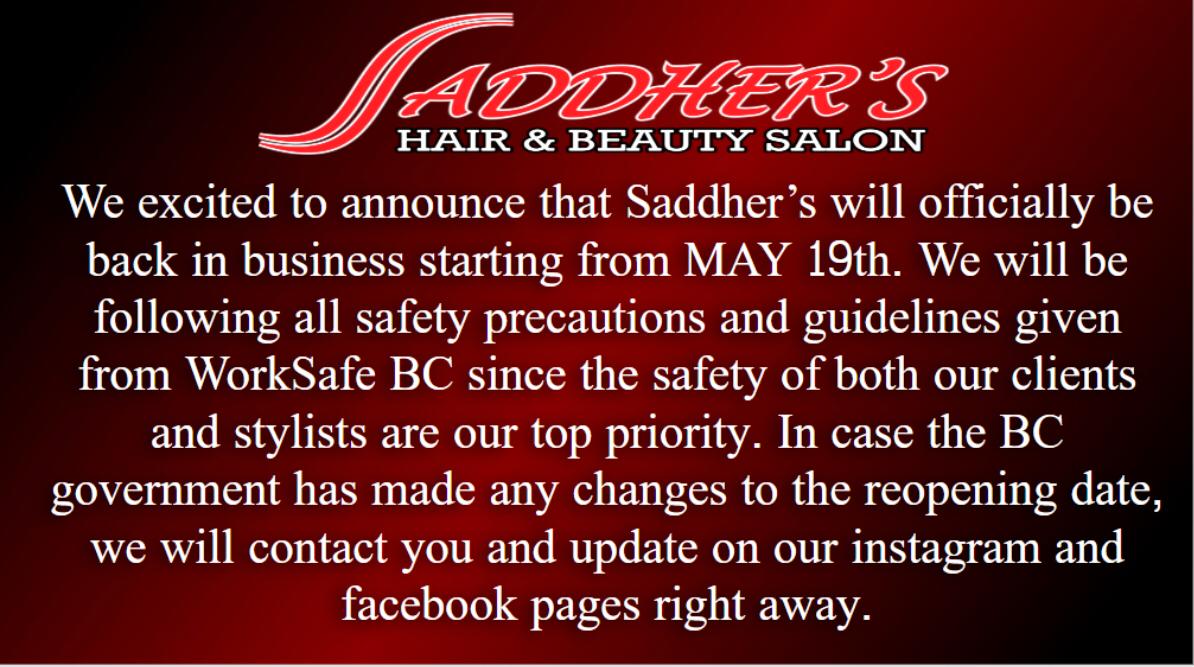 SADDHER'S
HAIR & BEAUTY SALON
We excited to announce that Saddher’s will officially be
back in business starting from MAY 19th. We will be
following all safety precautions and guidelines given
from WorkSafe BC since the safety of both our clients
and stylists are our top priority. In case the BC
government has made any changes to the reopening date,
we will contact you and update on our instagram and
facebook pages right away.